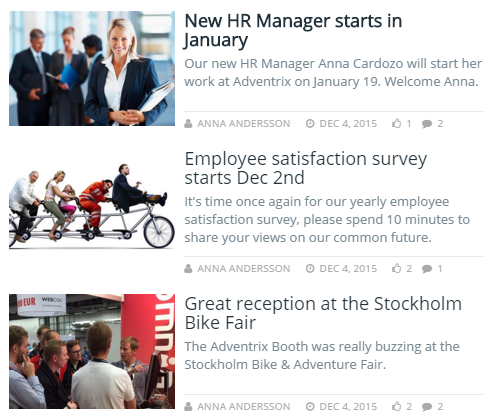 New HR Manager starts in
January
Our new HR Manager Anna Cardozo will start her
work at Adventrix on January 19. Welcome Anna.
ANNA ANDERSSON DEC 4, 2015 1 2
Employee satisfaction survey
starts Dec 2nd
It's time once again for our yearly employee
satisfaction survey, please spend 10 minutes to
share your views on our common future.
ANNA ANDERSSON DEC 4, 2015 2 1
EUR
Great reception at the Stockholm
Bike Fair
The Adventrix Booth was really buzzing at the
Stockholm Bike & Adventure Fair.
ANNA ANDERSSON DEC 4, 2015 2 2